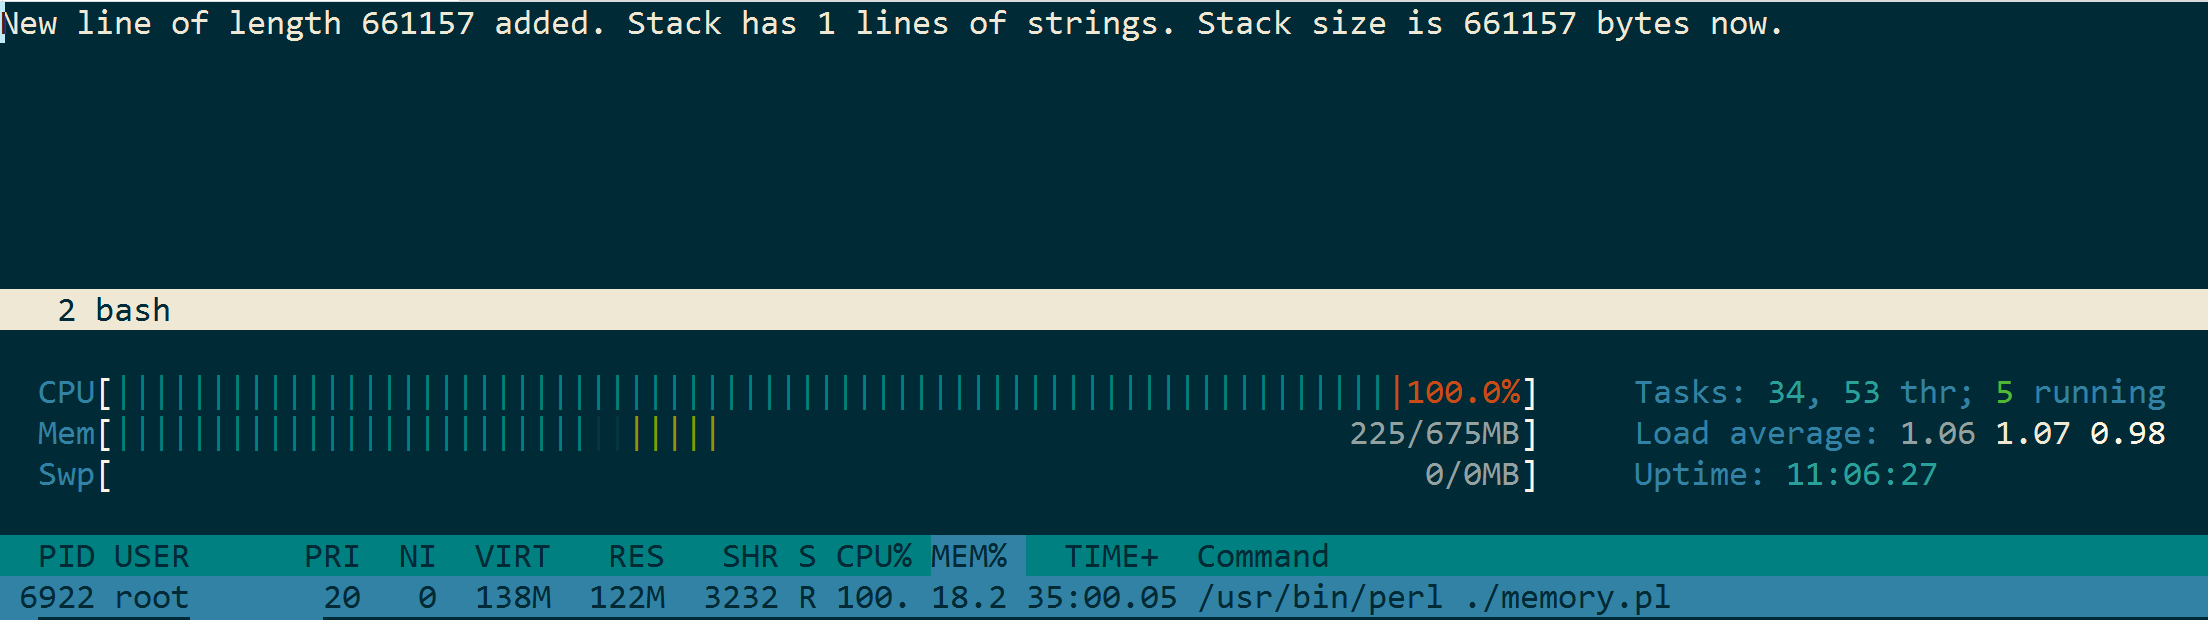 New line of length 661157 added. Stack has 1 lines of strings. Stack size is 661157 bytes now.
2 bash
CPU[||||||||||||||||||||||||||||||||||||||||||||||||||||||||||||||||||||100.0%] Tasks: 34, 53 thr; 5 running
Mem[|||||||||||||||||||||||||||||||| 225/675MB] Load average: 1.06 1.07 0.98
Swp[ 0/0MB] Uptime: 11:06:27
PID USER PRI NI VIRT RES SHR S CPU% MEM% TIME+ Command
6922 root 20 0 138M 122M 3232 R 100. 18.2 35:00.05 /usr/bin/perl ./memory.pl